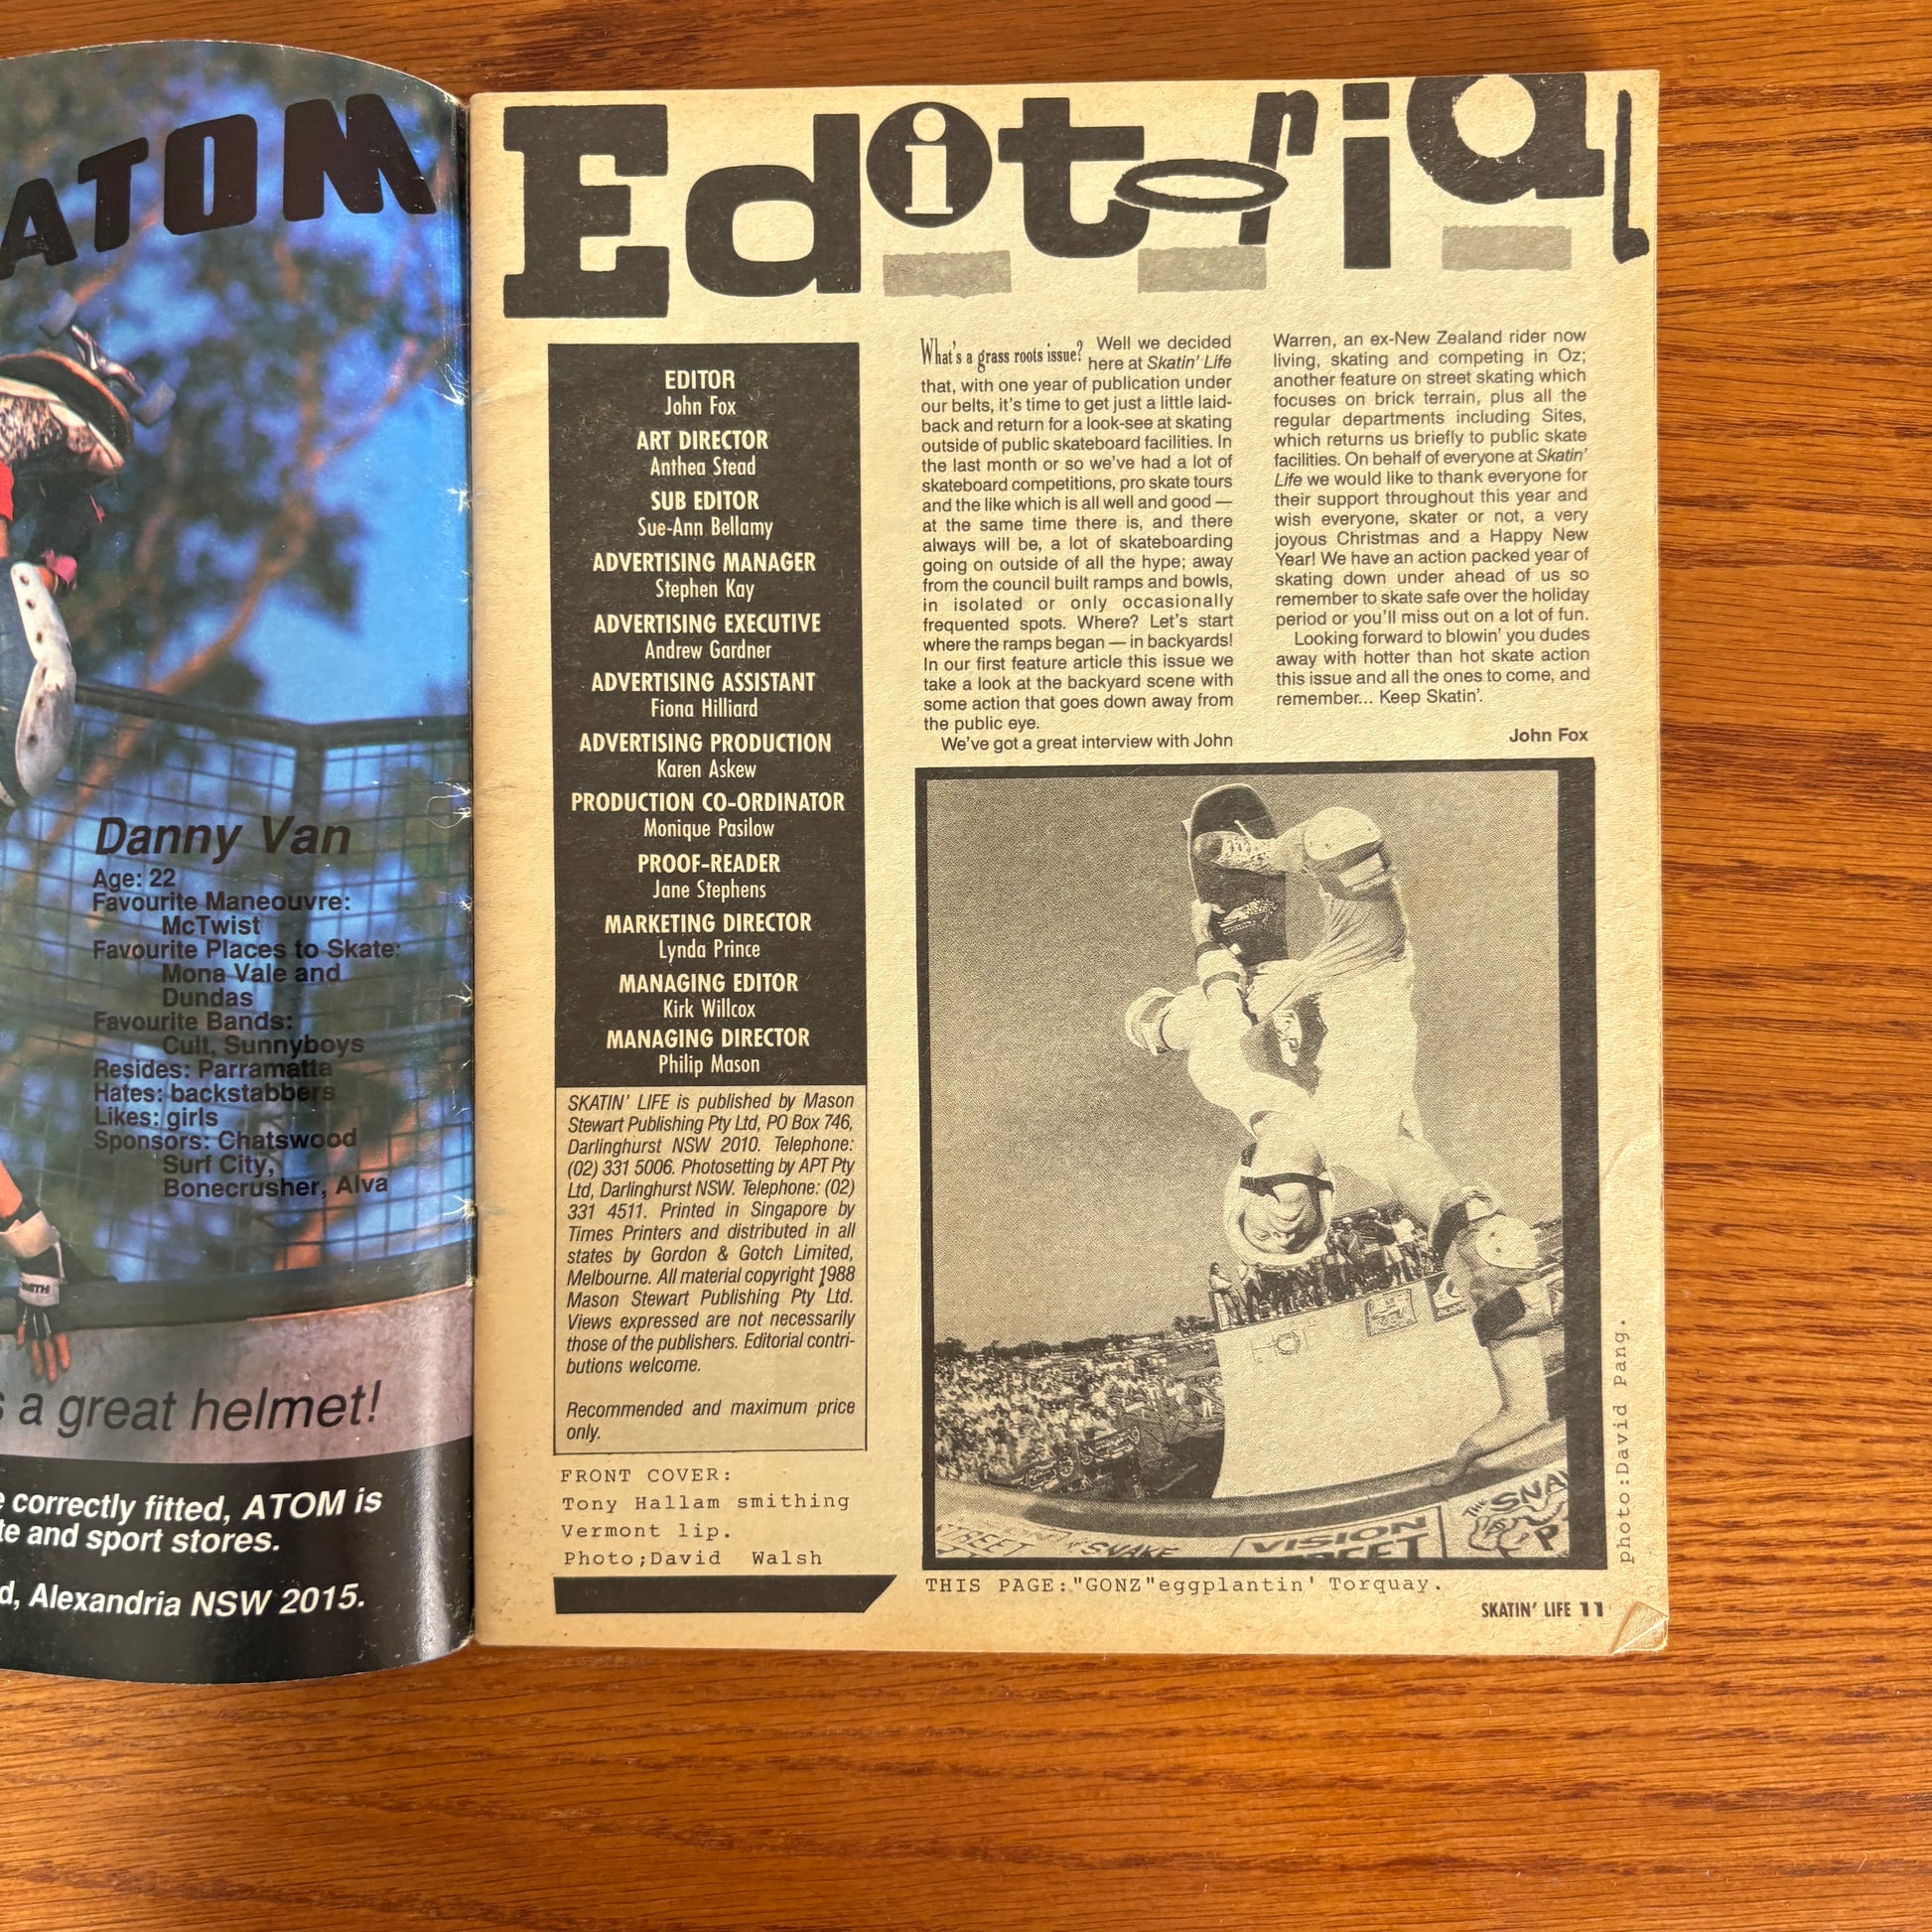 ATOM
Danny Van
Age: 22
Favourite Maneouvre:
McTwist
Favourite Places to Skate:
Mona Vale and
Dundas
Favourite Bands:
Cult, Sunnyboys
Resides: Parramatta
Hates: backstabbers
Likes: girls
Sponsors: Chatswood
Surf City,
Bonecrusher, Alva
a great helmet!
correctly fitted, ATOM is
and sport stores.
Alexandria NSW 2015.
Editorial
EDITOR
John Fox
ART DIRECTOR
Anthea Stead
SUB EDITOR
Sue-Ann Bellamy
ADVERTISING MANAGER
Stephen Kay
ADVERTISING EXECUTIVE
Andrew Gardner
ADVERTISING ASSISTANT
Fiona Hilliard
ADVERTISING PRODUCTION
Karen Askew
PRODUCTION CO-ORDINATOR
Monique Pasilow
PROOF-READER
Jane Stephens
MARKETING DIRECTOR
Lynda Prince
MANAGING EDITOR
Kirk Willcox
MANAGING DIRECTOR
Philip Mason
SKATIN' LIFE is published by Mason
Stewart Publishing Pty Ltd, PO Box 746,
Darlinghurst NSW 2010. Telephone:
(02) 331 5006. Photosetting by APT Pty
Ltd, Darlinghurst NSW. Telephone: (02)
331 4511. Printed in Singapore by
Times Printers and distributed in all
states by Gordon & Gotch Limited,
Melbourne. All material copyright 1988
Mason Stewart Publishing Pty Ltd.
Views expressed are not necessarily
those of the publishers. Editorial contri-
butions welcome.
Recommended and maximum price
only.
FRONT COVER:
Tony Hallam smithing
Vermont lip.
Photo;David Walsh
What's a grass roots issue? Well we decided
here at Skatin' Life
that, with one year of publication under
our belts, it's time to get just a little laid-
back and return for a look-see at skating
outside of public skateboard facilities. In
the last month or so we've had a lot of
skateboard competitions, pro skate tours
and the like which is all well and good —
at the same time there is, and there
always will be, a lot of skateboarding
going on outside of all the hype; away
from the council built ramps and bowls,
in isolated or only occasionally
frequented spots. Where? Let's start
where the ramps began — in backyards!
In our first feature article this issue we
take a look at the backyard scene with
some action that goes down away from
the public eye.
We've got a great interview with John
Warren, an ex-New Zealand rider now
living, skating and competing in Oz;
another feature on street skating which
focuses on brick terrain, plus all the
regular departments including Sites,
which returns us briefly to public skate
facilities. On behalf of everyone at Skatin'
Life we would like to thank everyone for
their support throughout this year and
wish everyone, skater or not, a very
joyous Christmas and a Happy New
Year! We have an action packed year of
skating down under ahead of us so
remember to skate safe over the holiday
period or you'll miss out on a lot of fun.
Looking forward to blowin' you dudes
away with hotter than hot skate action
this issue and all the ones to come, and
remember... Keep Skatin'.
John Fox
VISION
SNAKE
photo:David Pang.
THIS PAGE:"GONZ"eggplantin' Torquay.
SKATIN' LIFE 11